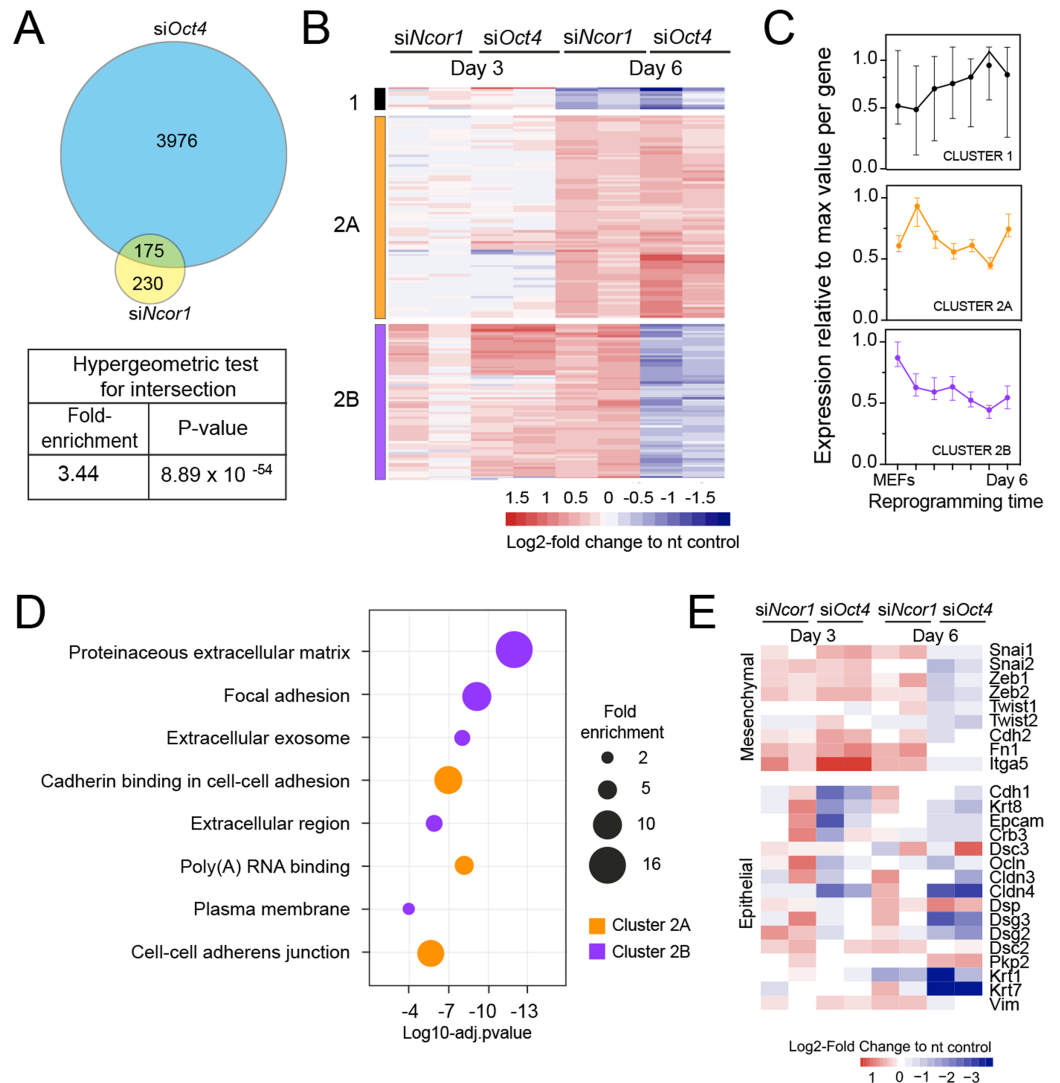 A
siOct4
3976
175
230
siNcor1
Hypergeometric test
for intersection
Fold-
enrichment
P-value
3.44
8.89 x 10 -54
B
siNcor1 siOct4 siNcor1 siOct4
Day 3 Day 6
1
2A
2B
1.5 1 0.5 0 -0.5 -1 -1.5
Log2-fold change to nt control
C
Expression relative to max value per gene
1.0
0.5
0.0
CLUSTER 1
1.0
0.5
0.0
CLUSTER 2A
1.0
0.5
0.0
CLUSTER 2B
MEFs Day 6
Reprogramming time
D
Proteinaceous extracellular matrix
Focal adhesion
Extracellular exosome
Cadherin binding in cell-cell adhesion
Extracellular region
Poly(A) RNA binding
Plasma membrane
Cell-cell adherens junction
-4 -7 -10 -13
Log10-adj.pvalue
Fold
enrichment
2
5
10
16
Cluster 2A
Cluster 2B
E
siNcor1 siOct4 siNcor1 siOct4
Day 3 Day 6
Mesenchymal
Snai1
Snai2
Zeb1
Zeb2
Twist1
Twist2
Cdh2
Fn1
Itga5
Epithelial
Cdh1
Krt8
Epcam
Crb3
Dsc3
Ocln
Cldn3
Cldn4
Dsp
Dsg3
Dsg2
Dsc2
Pkp2
Krt1
Krt7
Vim
Log2-Fold Change to nt control
1 0 −1 −2 −3